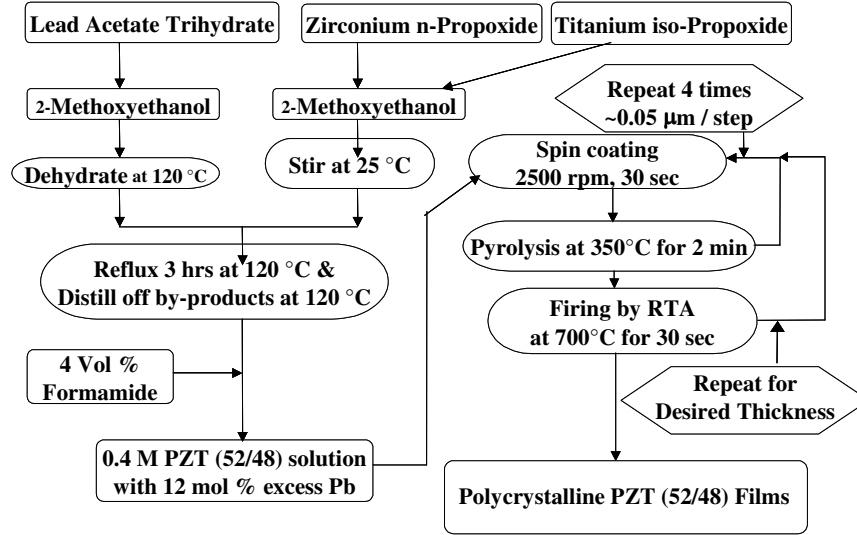 Lead Acetate Trihydrate
Zirconium n-Propoxide
Titanium iso-Propoxide
2-Methoxyethanol
2-Methoxyethanol
Dehydrate at 120 °C
Stir at 25 °C
Reflux 3 hrs at 120 °C &
Distill off by-products at 120 °C
4 Vol %
Formamide
0.4 M PZT (52/48) solution
with 12 mol % excess Pb
Repeat 4 times
~0.05 μm / step
Spin coating
2500 rpm, 30 sec
Pyrolysis at 350°C for 2 min
Firing by RTA
at 700°C for 30 sec
Repeat for
Desired Thickness
Polycrystalline PZT (52/48) Films